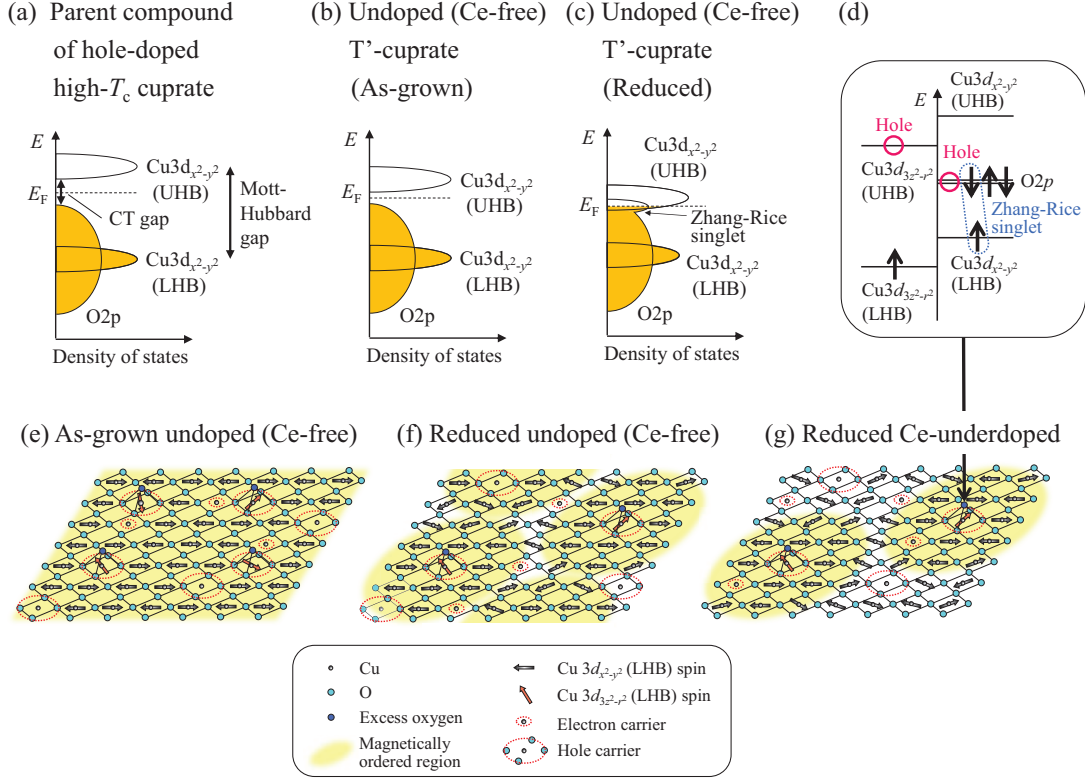 (a) Parent compound
of hole-doped
high-Tc cuprate
E
Cu3dx²-y²
(UHB)
EF
CT gap
Mott-
Hubbard
gap
Cu3dx²-y²
(LHB)
O2p
Density of states
(b) Undoped (Ce-free)
T’-cuprate
(As-grown)
E
EF
Cu3dx²-y²
(UHB)
Cu3dx²-y²
(LHB)
O2p
Density of states
(c) Undoped (Ce-free)
T’-cuprate
(Reduced)
E
Cu3dx²-y²
(UHB)
EF
Zhang-Rice
singlet
Cu3dx²-y²
(LHB)
O2p
Density of states
(d)
Cu3dx²-y²
(UHB)
E
Hole
Cu3d3z²-r²
(UHB)
Hole
O2p
Zhang-Rice
singlet
Cu3dx²-y²
(LHB)
Cu3d3z²-r²
(LHB)
(e) As-grown undoped (Ce-free)
(f) Reduced undoped (Ce-free)
(g) Reduced Ce-underdoped
Cu
O
Excess oxygen
Magnetically
ordered region
Cu 3dx²-y² (LHB) spin
Cu 3d3z²-r² (LHB) spin
Electron carrier
Hole carrier